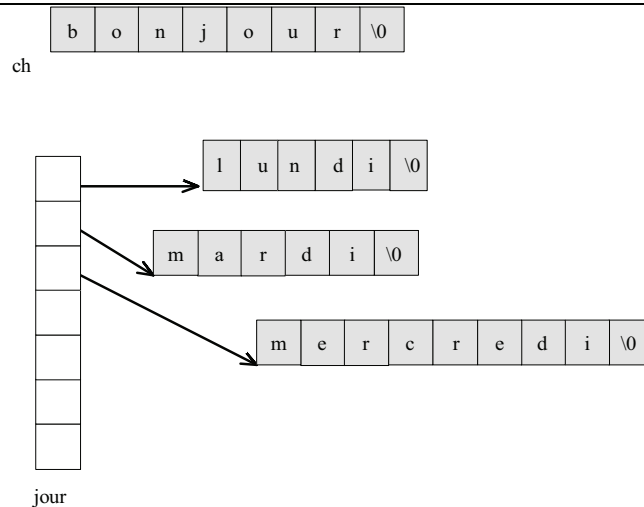 b o n j o u r \0
ch
l u n d i \0
m a r d i \0
m e r c r e d i \0
jour